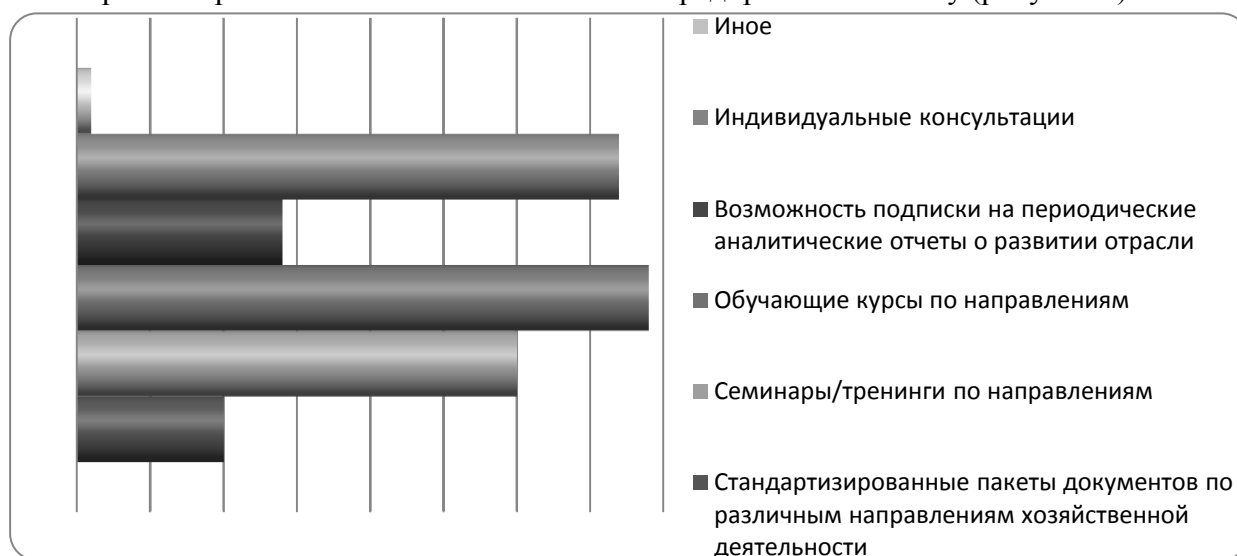 Иное
Индивидуальные консультации
Возможность подписки на периодические
аналитические отчеты о развитии отрасли
Обучающие курсы по направлениям
Семинары/тренинги по направлениям
Стандартизированные пакеты документов по
различным направлениям хозяйственной
деятельности